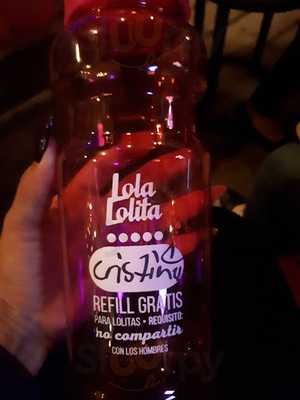 Lola
Lolita
Cristina
REFILL GRATIS
PARA LOLITAS • REQUISITO:
no compartir
CON LOS HOMBRES